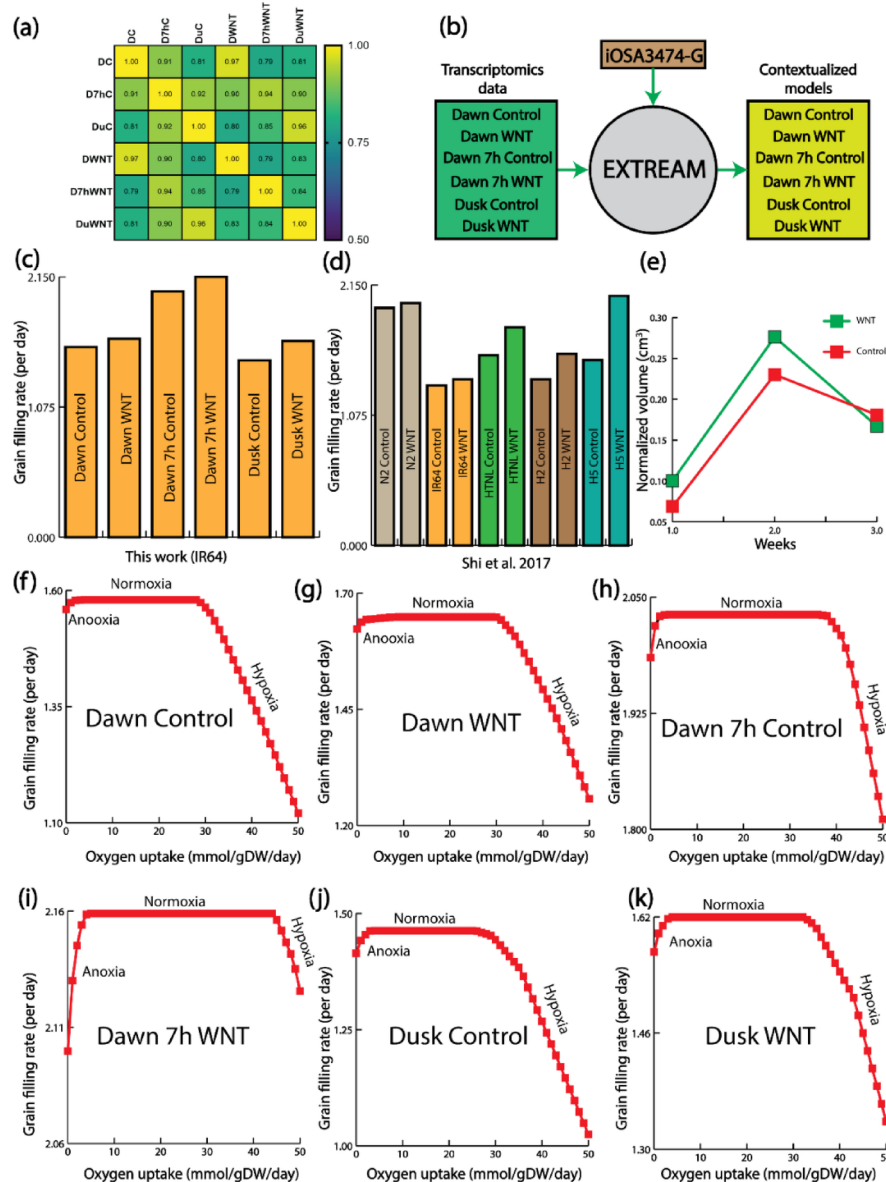 (a)
DC D7hC DuC DWNT D7hWNT DuWNT
DC 1.00 0.91 0.81 0.97 0.79 0.81
D7hC 0.91 1.00 0.92 0.90 0.94 0.90
DuC 0.81 0.92 1.00 0.80 0.85 0.96
DWNT 0.97 0.90 0.80 1.00 0.79 0.83
D7hWNT 0.79 0.94 0.85 0.79 1.00 0.84
DuWNT 0.81 0.90 0.96 0.83 0.84 1.00
1.00
0.75
0.50
(b)
iOSA3474-G
Transcriptomics
data
Dawn Control
Dawn WNT
Dawn 7h Control
Dawn 7h WNT
Dusk Control
Dusk WNT
EXTREAM
Contextualized
models
Dawn Control
Dawn WNT
Dawn 7h Control
Dawn 7h WNT
Dusk Control
Dusk WNT
(c)
Grain filling rate (per day)
2.150
1.075
0.000
Dawn Control
Dawn WNT
Dawn 7h Control
Dawn 7h WNT
Dusk Control
Dusk WNT
This work (IR64)
(d)
Grain filling rate (per day)
2.150
1.075
0.000
N2 Control
N2 WNT
IR64 Control
IR64 WNT
HTNL Control
HTNL WNT
H2 Control
H2 WNT
H5 Control
H5 WNT
Shi et al. 2017
(e)
Normalized volume (cm³)
0.30
0.25
0.20
0.15
0.10
0.05
1.0 2.0 3.0
Weeks
WNT
Control
(f)
Grain filling rate (per day)
1.60
1.35
1.10
Normoxia
Anooxia
Hypoxia
Dawn Control
0 10 20 30 40 50
Oxygen uptake (mmol/gDW/day)
(g)
Grain filling rate (per day)
1.70
1.45
1.20
Normoxia
Anooxia
Hypoxia
Dawn WNT
0 10 20 30 40 50
Oxygen uptake (mmol/gDW/day)
(h)
Grain filling rate (per day)
2.050
1.925
1.800
Normoxia
Anooxia
Hypoxia
Dawn 7h Control
0 10 20 30 40 50
Oxygen uptake (mmol/gDW/day)
(i)
Grain filling rate (per day)
2.16
2.11
2.06
Normoxia
Anoxia
Hypoxia
Dawn 7h WNT
0 10 20 30 40 50
Oxygen uptake (mmol/gDW/day)
(j)
Grain filling rate (per day)
1.50
1.25
1.00
Normoxia
Anoxia
Hypoxia
Dusk Control
0 10 20 30 40 50
Oxygen uptake (mmol/gDW/day)
(k)
Grain filling rate (per day)
1.62
1.46
1.30
Normoxia
Anoxia
Hypoxia
Dusk WNT
0 10 20 30 40 50
Oxygen uptake (mmol/gDW/day)